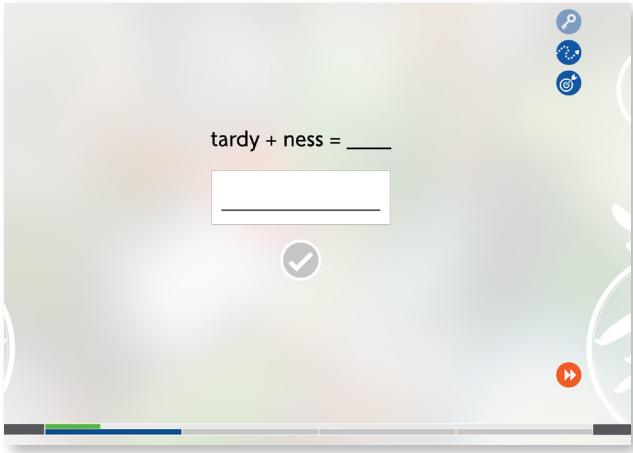 tardy + ness = ____